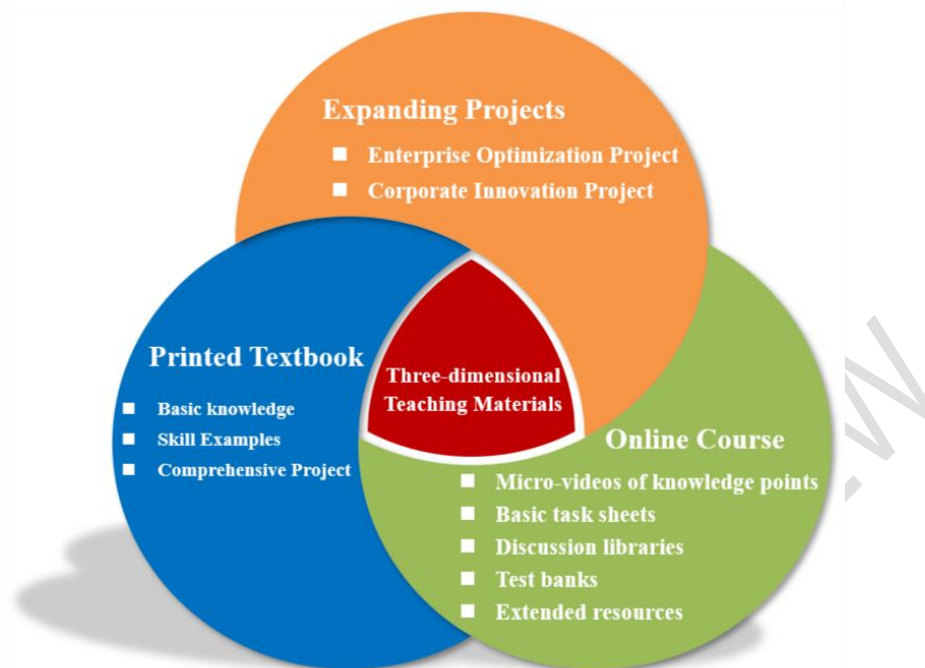 Expanding Projects
Enterprise Optimization Project
Corporate Innovation Project
Printed Textbook
Basic knowledge
Skill Examples
Comprehensive Project
Three-dimensional
Teaching Materials
Online Course
Micro-videos of knowledge points
Basic task sheets
Discussion libraries
Test banks
Extended resources